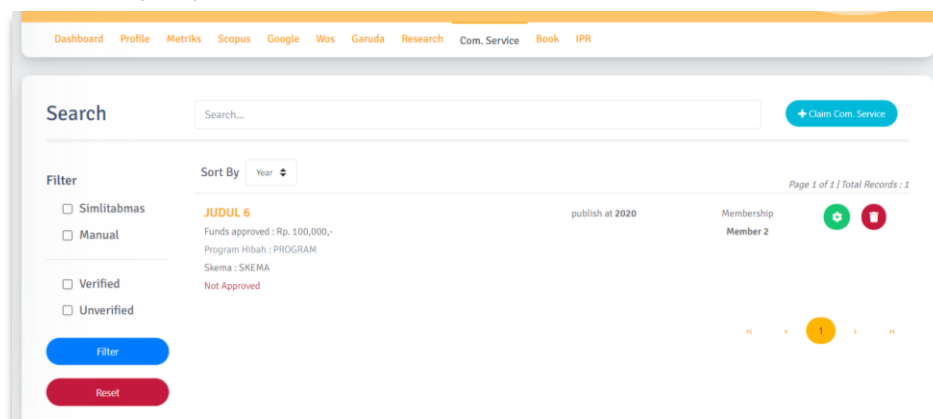 Dashboard Profile Metriks Scopus Google Wos Garuda Research Com. Service Book IPR
Search
Search...
+ Claim Com. Service
Sort By Year
Page 1 of 1 | Total Records : 1
Filter
Simlitabmas
Manual
Verified
Unverified
Filter
Reset
JUDUL 6
Funds approved : Rp. 100,000,-
Program Hibah : PROGRAM
Skema : SKEMA
Not Approved
publish at 2020
Membership
Member 2
1